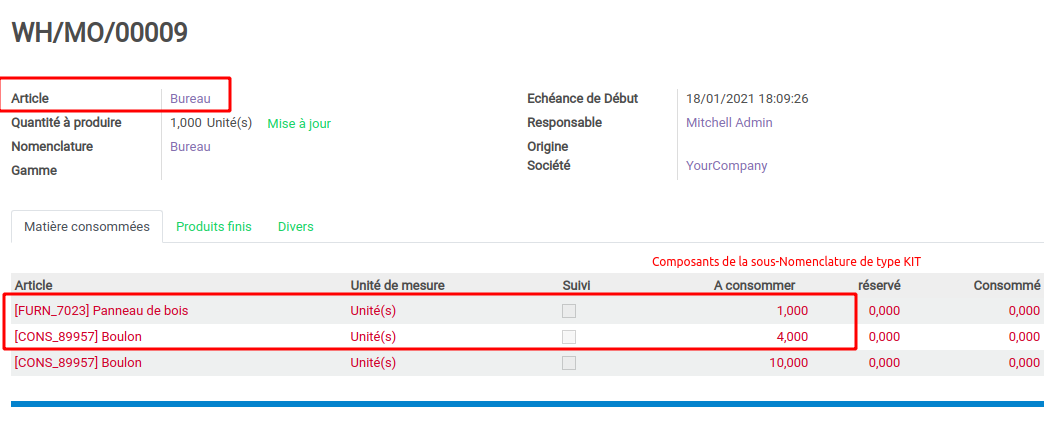 WH/MO/00009
Article Bureau Echéance de Début 18/01/2021 18:09:26
Quantité à produire 1,000 Unité(s) Mise à jour Responsable Mitchell Admin
Nomenclature Bureau Origine
Gamme Société YourCompany
Matière consommées Produits finis Divers
Composants de la sous-Nomenclature de type KIT
Article Unité de mesure Suivi A consommer réservé Consommé
[FURN_7023] Panneau de bois Unité(s) 1,000 0,000 0,000
[CONS_89957] Boulon Unité(s) 4,000 0,000 0,000
[CONS_89957] Boulon Unité(s) 10,000 0,000 0,000